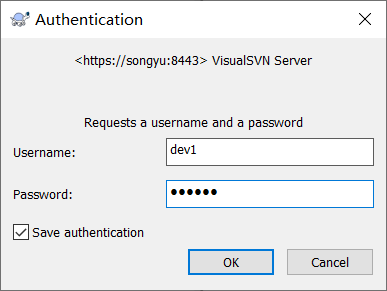 Authentication
<https://songyu:8443> VisualSVN Server
Requests a username and a password
Username:
dev1
Password:
●●●●●●
Save authentication
OK
Cancel